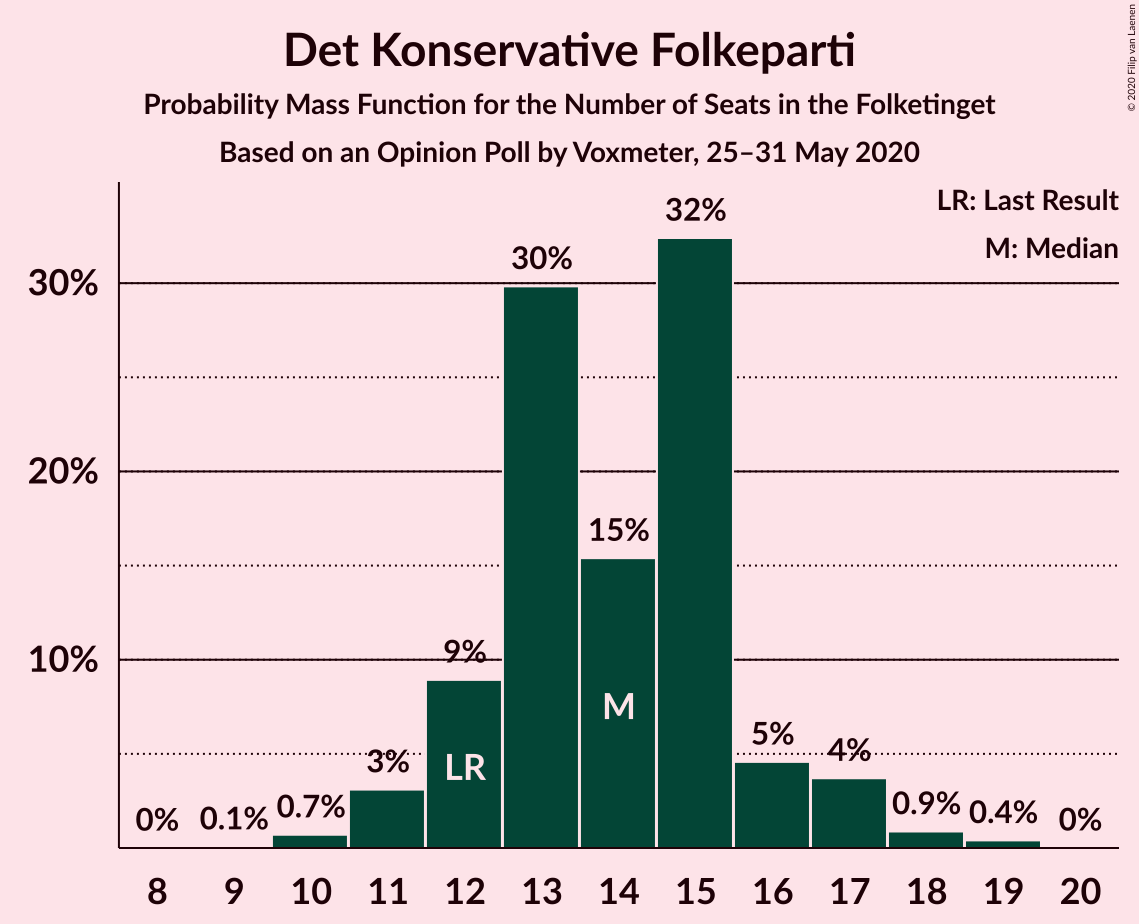 Det Konservative Folkeparti
Probability Mass Function for the Number of Seats in the Folketinget
Based on an Opinion Poll by Voxmeter, 25–31 May 2020
© 2020 Filip van Laenen
LR: Last Result
M: Median
32%
30%
30%
20%
15%
10%
9%
M
LR
5%
4%
3%
0%
0.1%
0.7%
0.9%
0.4%
0%
8 9 10 11 12 13 14 15 16 17 18 19 20